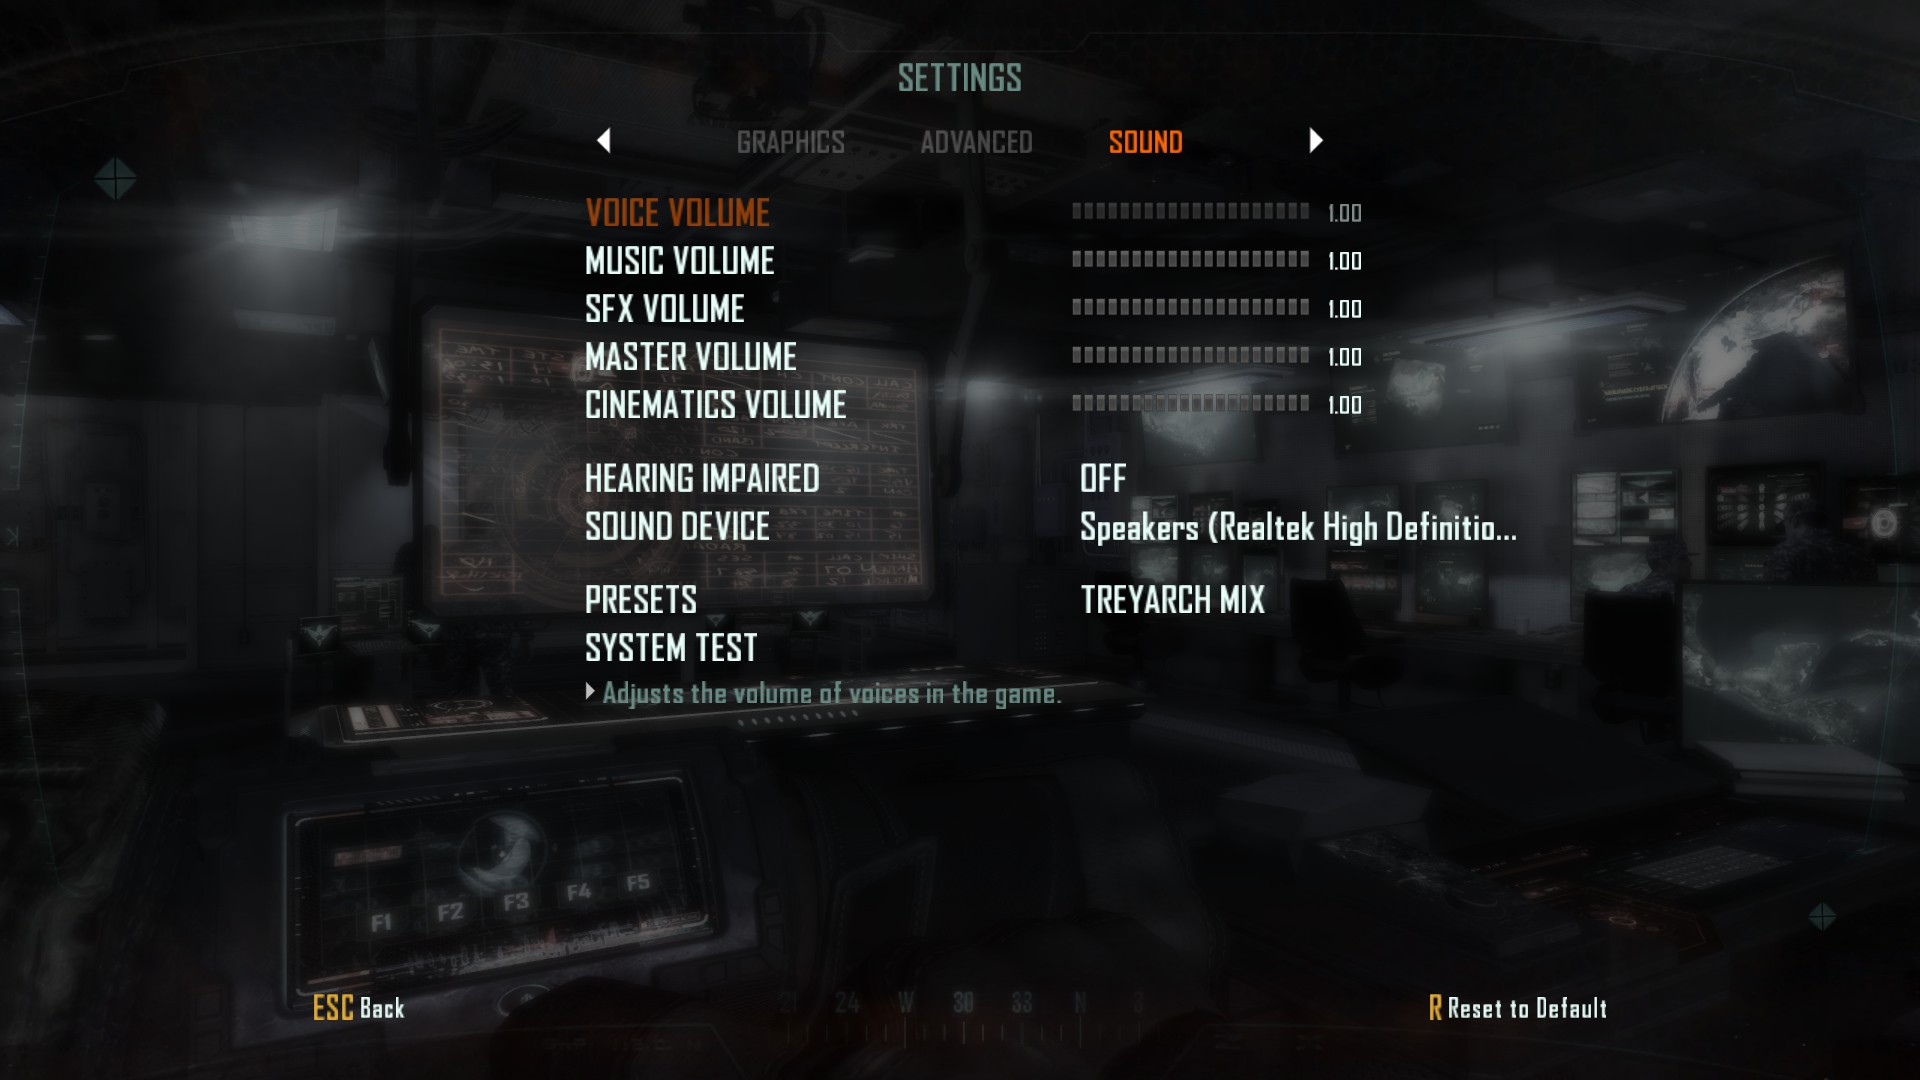 SETTINGS
GRAPHICS ADVANCED SOUND
VOICE VOLUME 1.00
MUSIC VOLUME 1.00
SFX VOLUME 1.00
MASTER VOLUME 1.00
CINEMATICS VOLUME 1.00
HEARING IMPAIRED OFF
SOUND DEVICE Speakers (Realtek High Definitio...
PRESETS TREYARCH MIX
SYSTEM TEST
Adjusts the volume of voices in the game.
F1 F2 F3 F4 F5
24 W 30 33 N
ESC Back
R Reset to Default